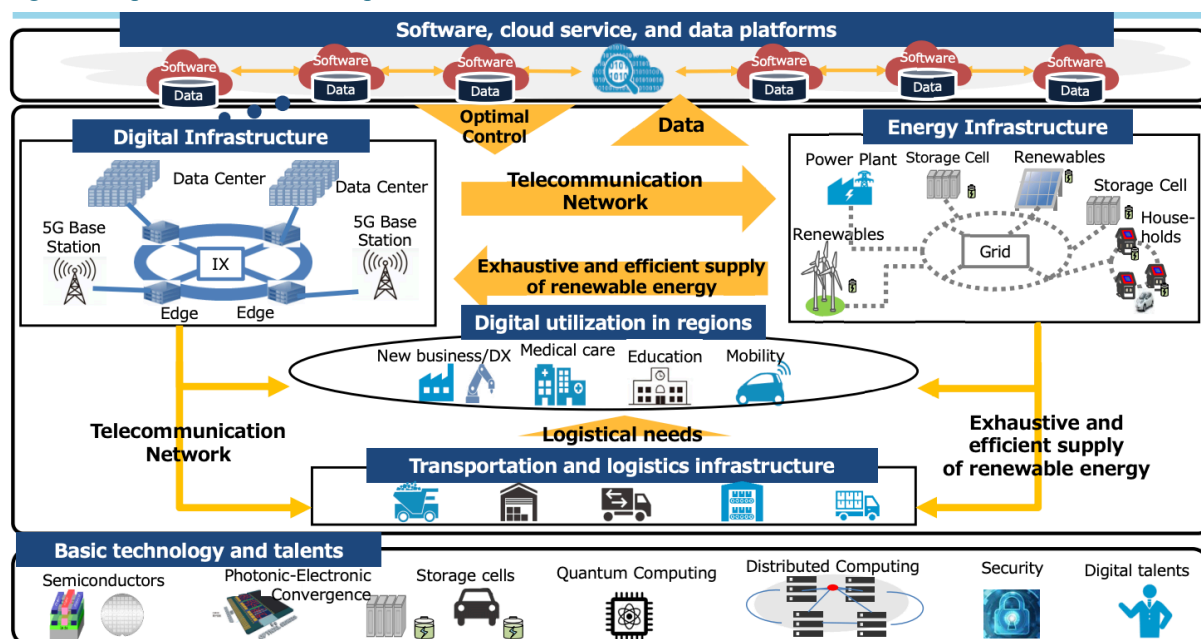 Software, cloud service, and data platforms
Software
Data
Software
Data
Software
Data
Software
Data
Software
Data
Software
Data
Optimal
Control
Data
Digital Infrastructure
Data Center
Data Center
5G Base
Station
5G Base
Station
IX
Edge
Edge
Telecommunication
Network
Exhaustive and efficient supply
of renewable energy
Energy Infrastructure
Power Plant
Storage Cell
Renewables
Storage Cell
House-
holds
Renewables
Grid
Digital utilization in regions
New business/DX
Medical care
Education
Mobility
Telecommunication
Network
Logistical needs
Exhaustive and
efficient supply
of renewable energy
Transportation and logistics infrastructure
Basic technology and talents
Semiconductors
Photonic-Electronic
Convergence
Storage cells
Quantum Computing
Distributed Computing
Security
Digital talents